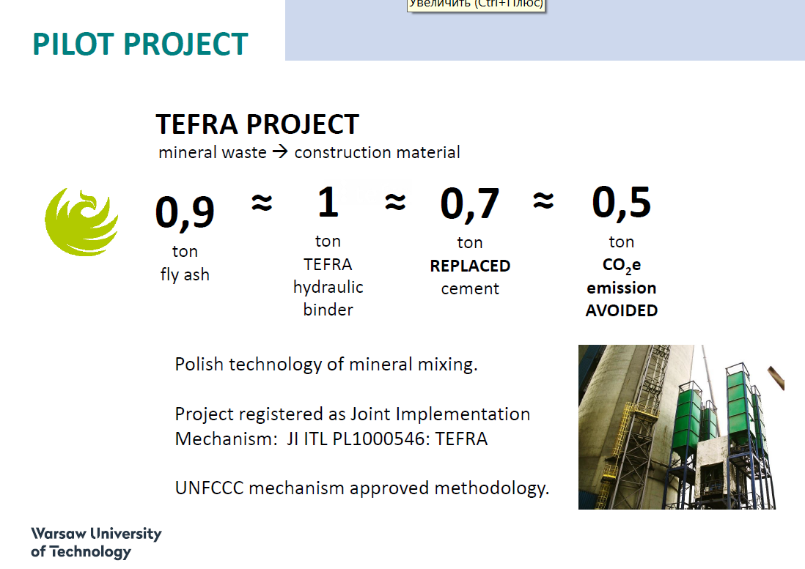 Увеличить (Ctrl+Плюс)
PILOT PROJECT
TEFRA PROJECT
mineral waste → construction material
0,9 ≈ 1 ≈ 0,7 ≈ 0,5
ton
fly ash
ton
TEFRA
hydraulic
binder
ton
REPLACED
cement
ton
CO₂e
emission
AVOIDED
Polish technology of mineral mixing.
Project registered as Joint Implementation
Mechanism: JI ITL PL1000546: TEFRA
UNFCCC mechanism approved methodology.
Warsaw University
of Technology